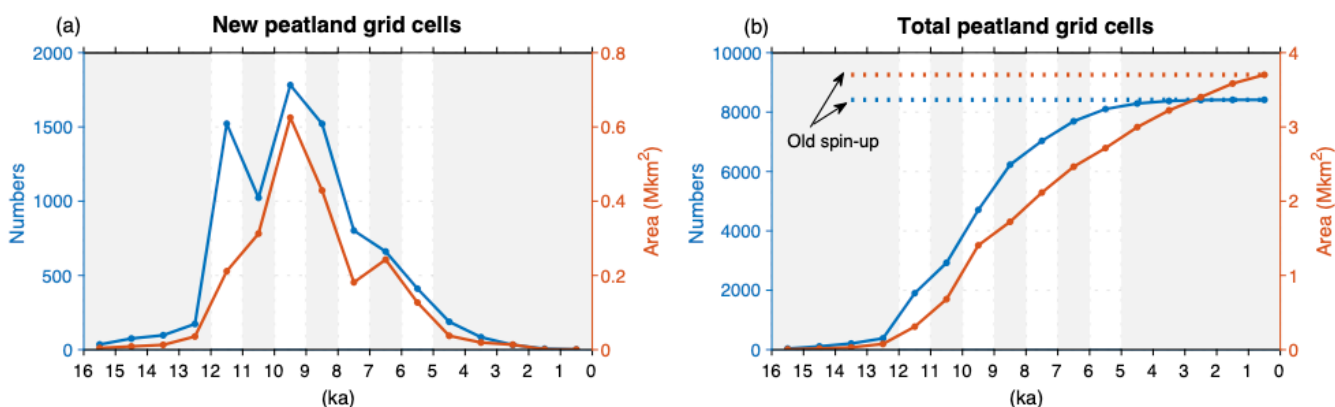 (a) New peatland grid cells
2000
1500
1000
500
0
Numbers
0.8
0.6
0.4
0.2
0
Area (Mkm²)
16 15 14 13 12 11 10 9 8 7 6 5 4 3 2 1 0
(ka)
(b) Total peatland grid cells
10000
8000
6000
4000
2000
0
Numbers
Old spin-up
4
3
2
1
0
Area (Mkm²)
16 15 14 13 12 11 10 9 8 7 6 5 4 3 2 1 0
(ka)